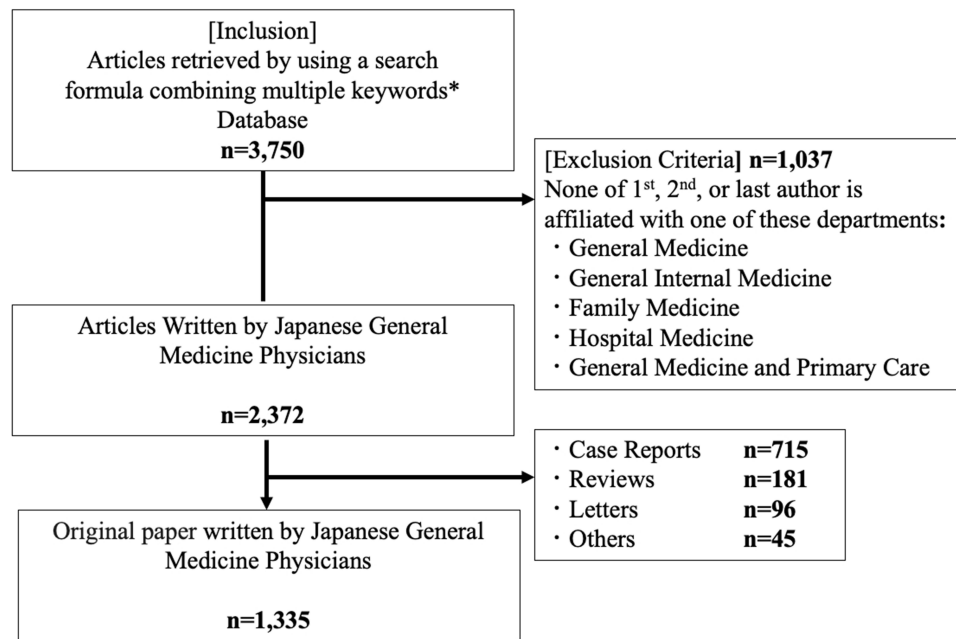 [Inclusion]
Articles retrieved by using a search
formula combining multiple keywords*
Database
n=3,750
[Exclusion Criteria] n=1,037
None of 1st, 2nd, or last author is
affiliated with one of these departments:
・General Medicine
・General Internal Medicine
・Family Medicine
・Hospital Medicine
・General Medicine and Primary Care
Articles Written by Japanese General
Medicine Physicians
n=2,372
・Case Reports n=715
・Reviews n=181
・Letters n=96
・Others n=45
Original paper written by Japanese General
Medicine Physicians
n=1,335